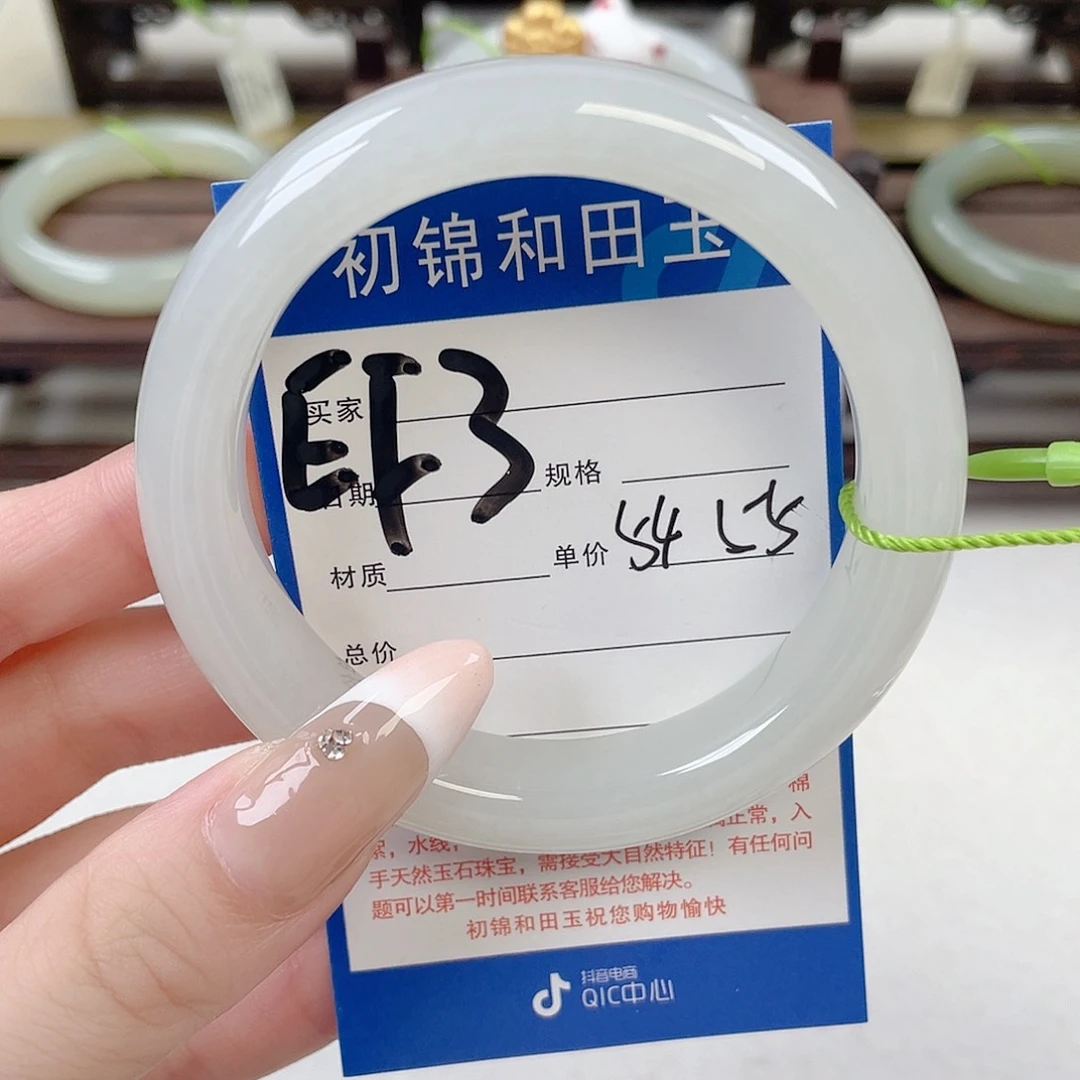 初锦和田玉
EF3
买家
日期
规格
材质
单价 54
总价
棉
正常，入
絮，水线，
手天然玉石珠宝，需接受大自然特征！有任何问
题可以第一时间联系客服给您解决。
初锦和田玉祝您购物愉快
抖音电商
QIC中心